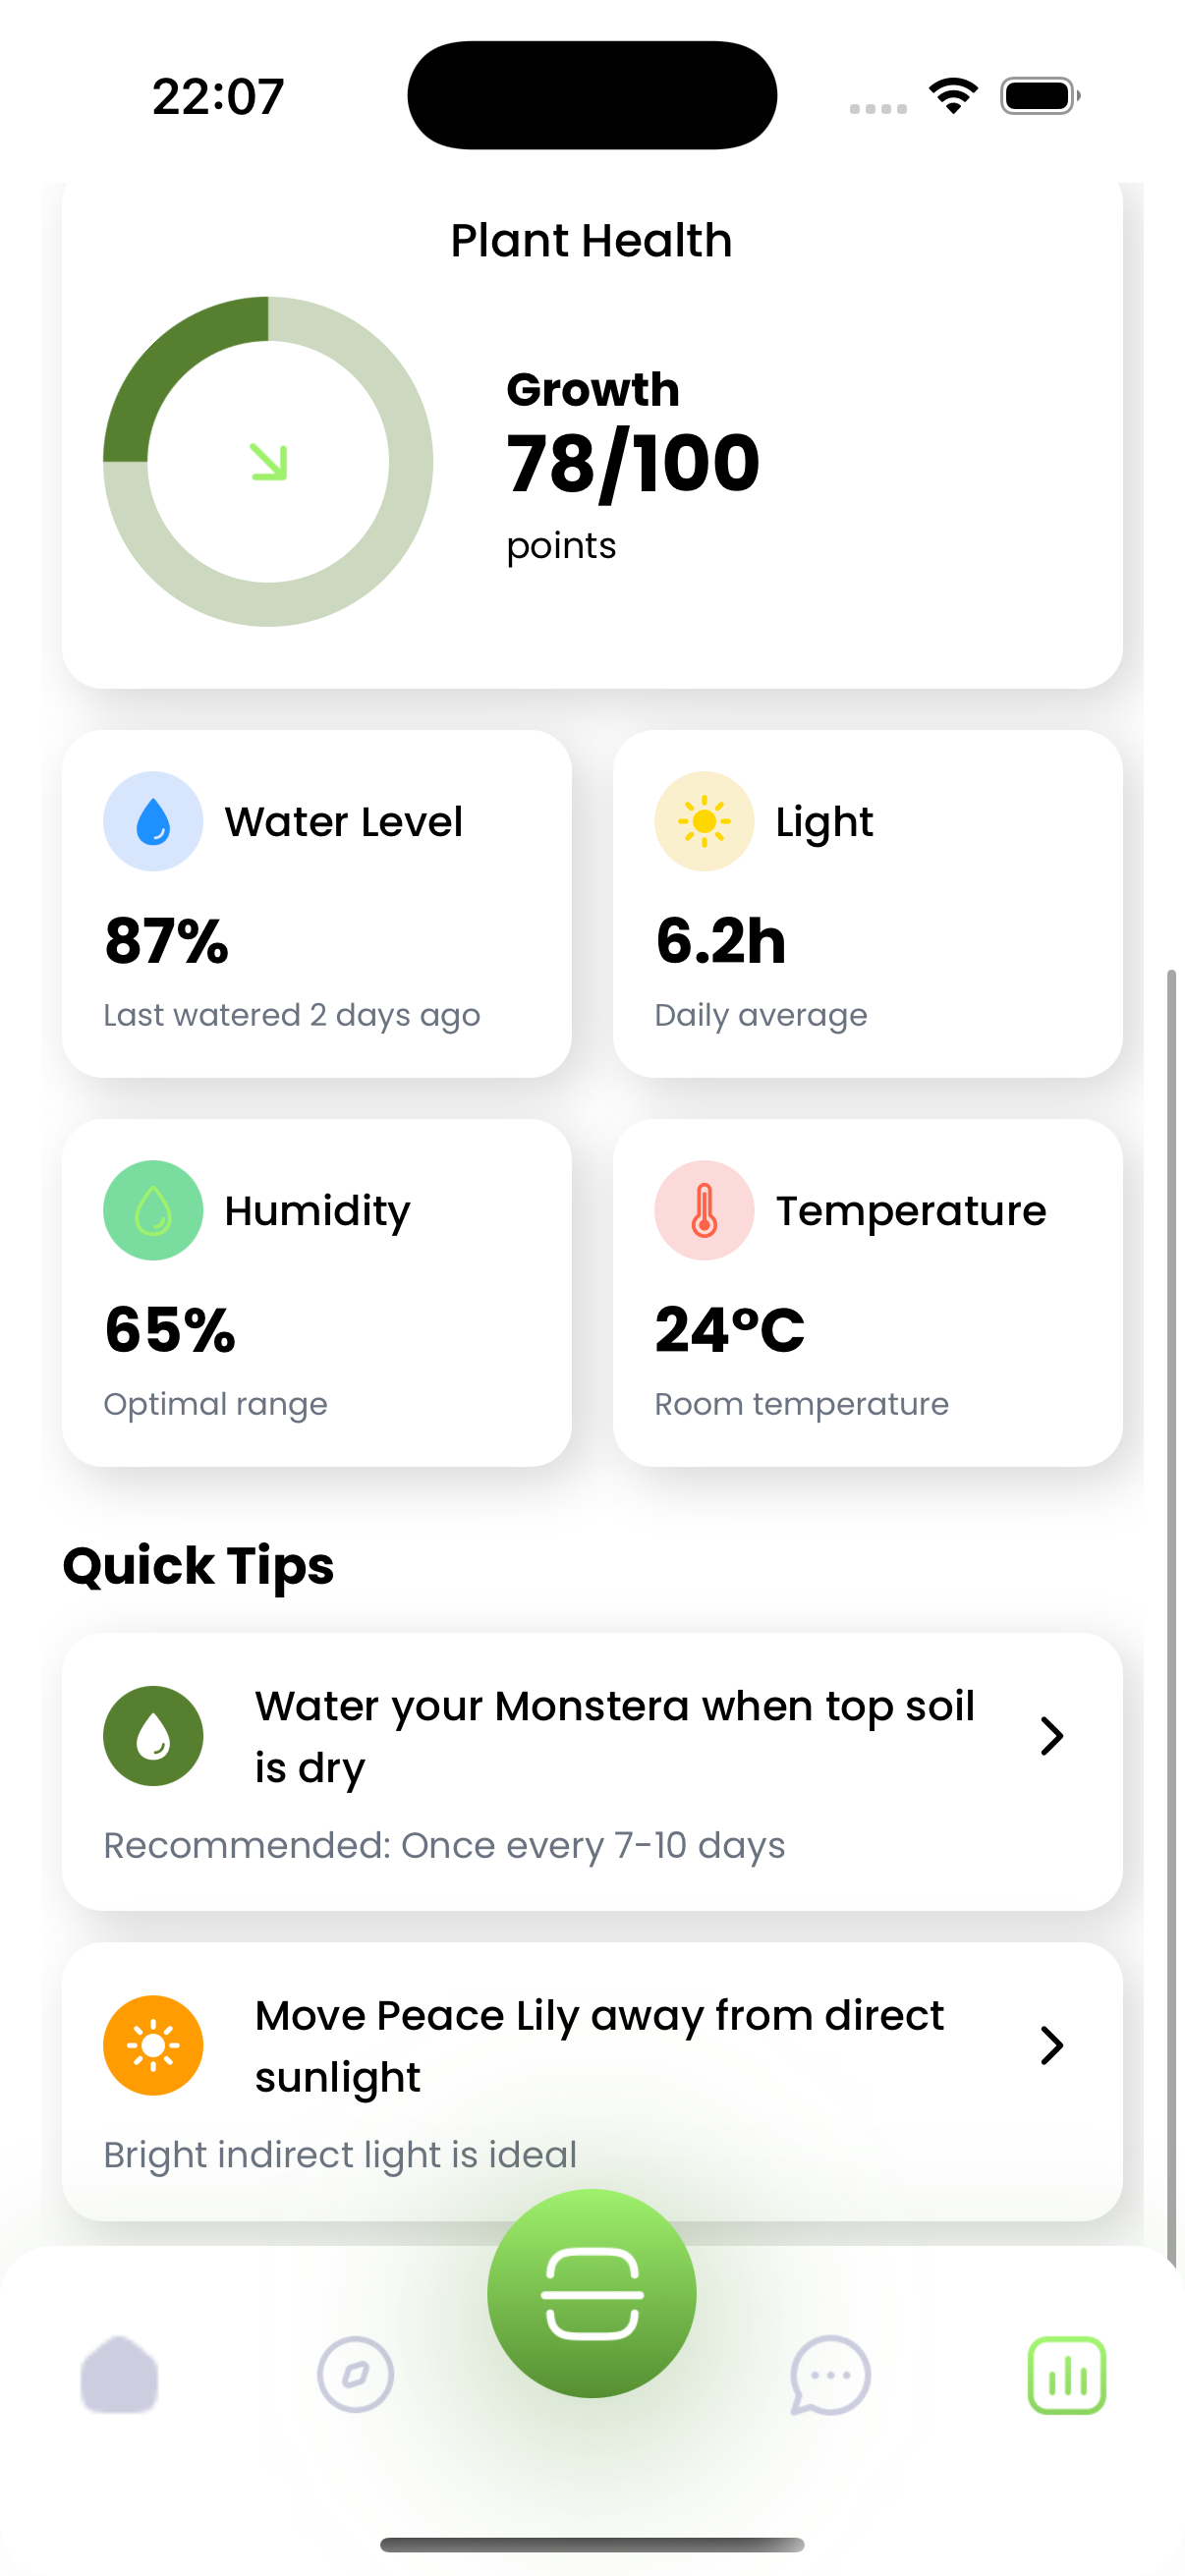 22:07
Plant Health
Growth
78/100
points
Water Level
87%
Last watered 2 days ago
Light
6.2h
Daily average
Humidity
65%
Optimal range
Temperature
24°C
Room temperature
Quick Tips
Water your Monstera when top soil
is dry
Recommended: Once every 7-10 days
Move Peace Lily away from direct
sunlight
Bright indirect light is ideal